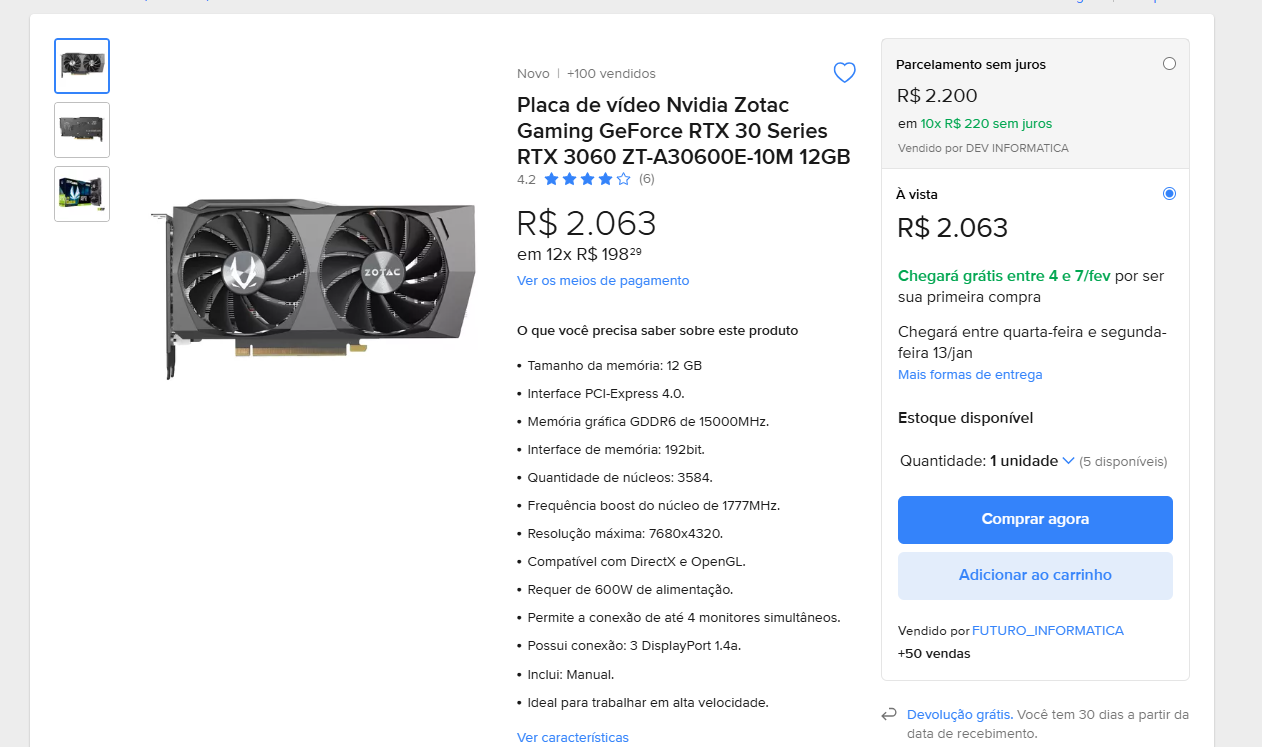 Novo | +100 vendidos
Placa de vídeo Nvidia Zotac
Gaming GeForce RTX 30 Series
RTX 3060 ZT-A30600E-10M 12GB
4.2 (6)
R$ 2.063
em 12x R$ 198²⁹
Ver os meios de pagamento
O que você precisa saber sobre este produto
• Tamanho da memória: 12 GB
• Interface PCI-Express 4.0.
• Memória gráfica GDDR6 de 15000MHz.
• Interface de memória: 192bit.
• Quantidade de núcleos: 3584.
• Frequência boost do núcleo de 1777MHz.
• Resolução máxima: 7680x4320.
• Compatível com DirectX e OpenGL.
• Requer de 600W de alimentação.
• Permite a conexão de até 4 monitores simultâneos.
• Possui conexão: 3 DisplayPort 1.4a.
• Inclui: Manual.
• Ideal para trabalhar em alta velocidade.
Ver características
ZOTAC
Parcelamento sem juros
R$ 2.200
em 10x R$ 220 sem juros
Vendido por DEV INFORMATICA
À vista
R$ 2.063
Chegará grátis entre 4 e 7/fev por ser
sua primeira compra
Chegará entre quarta-feira e segunda-
feira 13/jan
Mais formas de entrega
Estoque disponível
Quantidade: 1 unidade (5 disponíveis)
Comprar agora
Adicionar ao carrinho
Vendido por FUTURO_INFORMATICA
+50 vendas
Devolução grátis. Você tem 30 dias a partir da
data de recebimento.